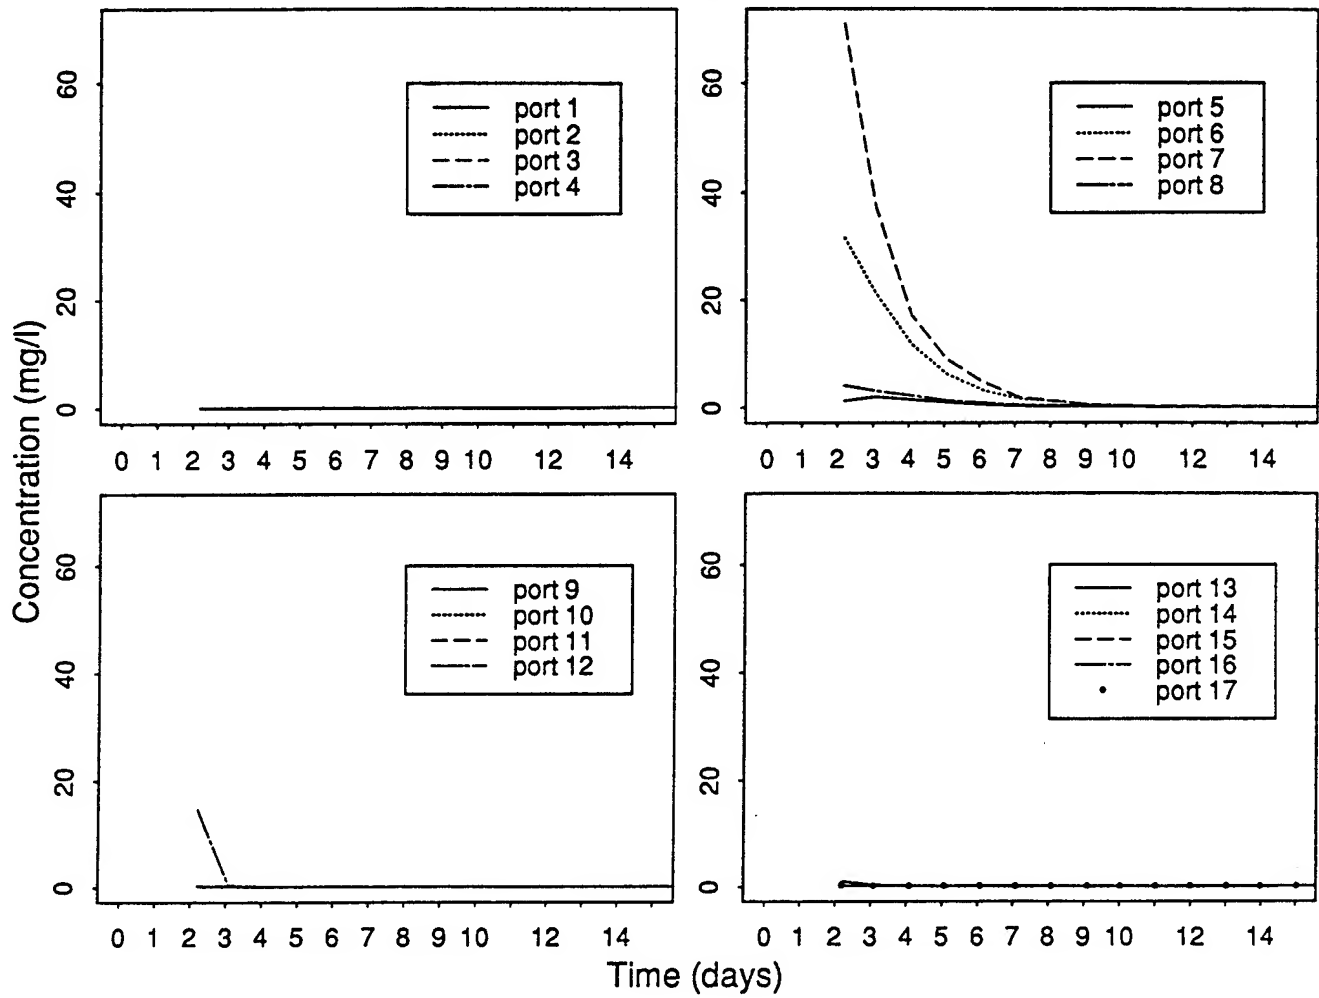 Concentration (mg/l)
60
40
20
0
port 1
port 2
port 3
port 4
0 1 2 3 4 5 6 7 8 9 10 12 14
60
40
20
0
port 5
port 6
port 7
port 8
0 1 2 3 4 5 6 7 8 9 10 12 14
60
40
20
0
port 9
port 10
port 11
port 12
0 1 2 3 4 5 6 7 8 9 10 12 14
60
40
20
0
port 13
port 14
port 15
port 16
port 17
0 1 2 3 4 5 6 7 8 9 10 12 14
Time (days)